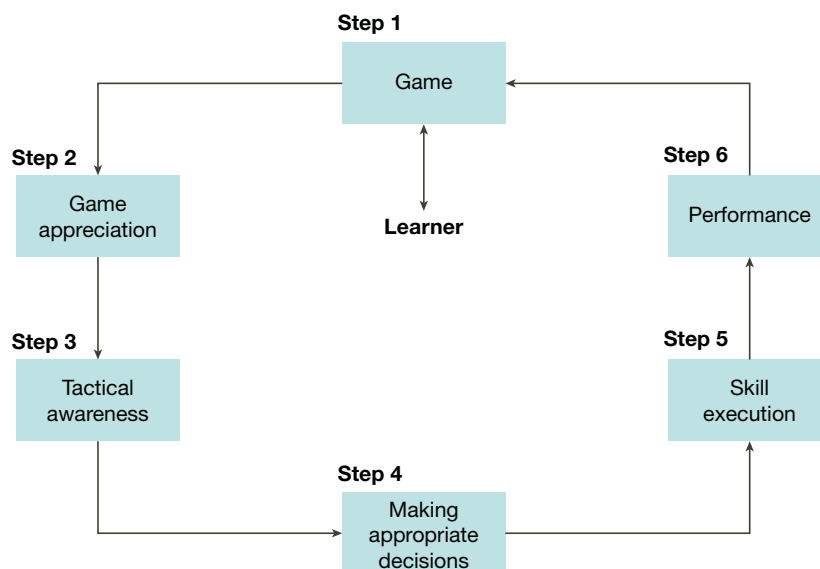 Step 1
Game
Step 2
Game
appreciation
Learner
Step 6
Performance
Step 3
Tactical
awareness
Step 5
Skill
execution
Step 4
Making
appropriate
decisions